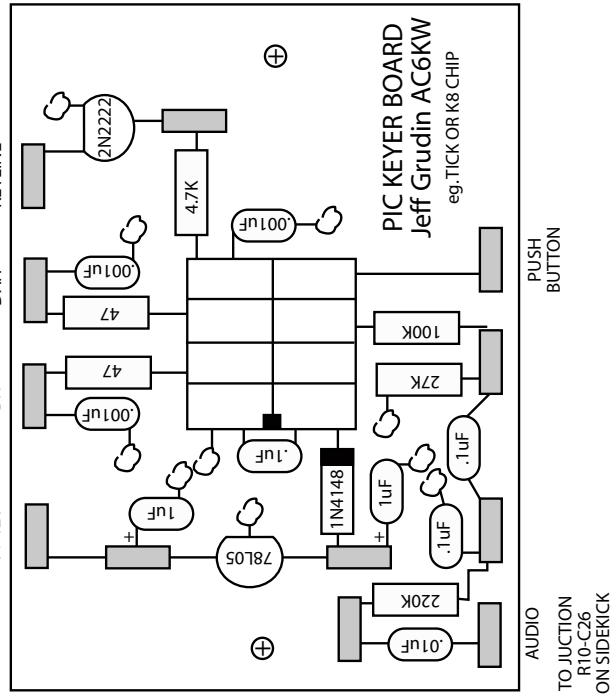 2N2222
4.7K
.001uF
.001uF
47
47
.001uF
.1uF
1uF
+
78L05
1N4148
+
1uF
.1uF
.1uF
27K
100K
220K
.01uF
PIC KEYER BOARD
Jeff Grudin AC6KW
eg. TICK OR K8 CHIP
PUSH
BUTTON
AUDIO
TO JUCTION
R10-C26
ON SIDEKICK